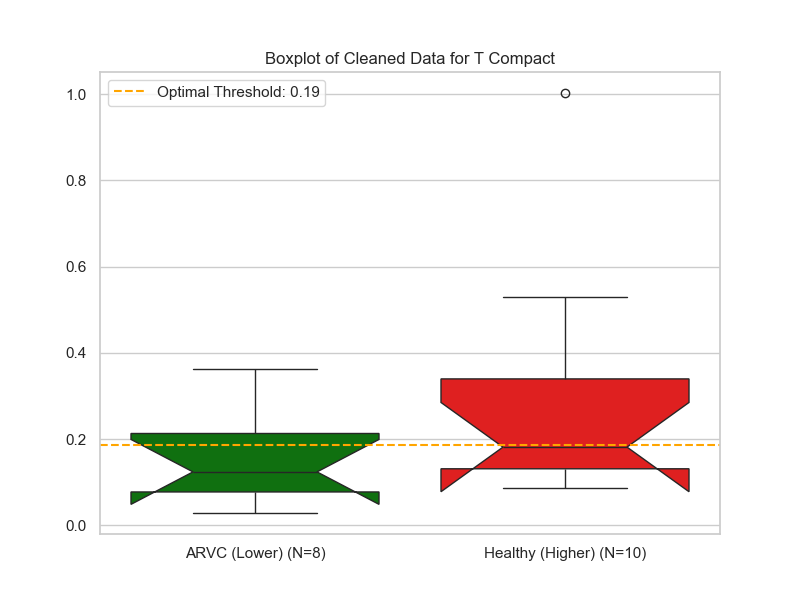 Boxplot of Cleaned Data for T Compact
Optimal Threshold: 0.19
1.0
0.8
0.6
0.4
0.2
0.0
ARVC (Lower) (N=8)
Healthy (Higher) (N=10)